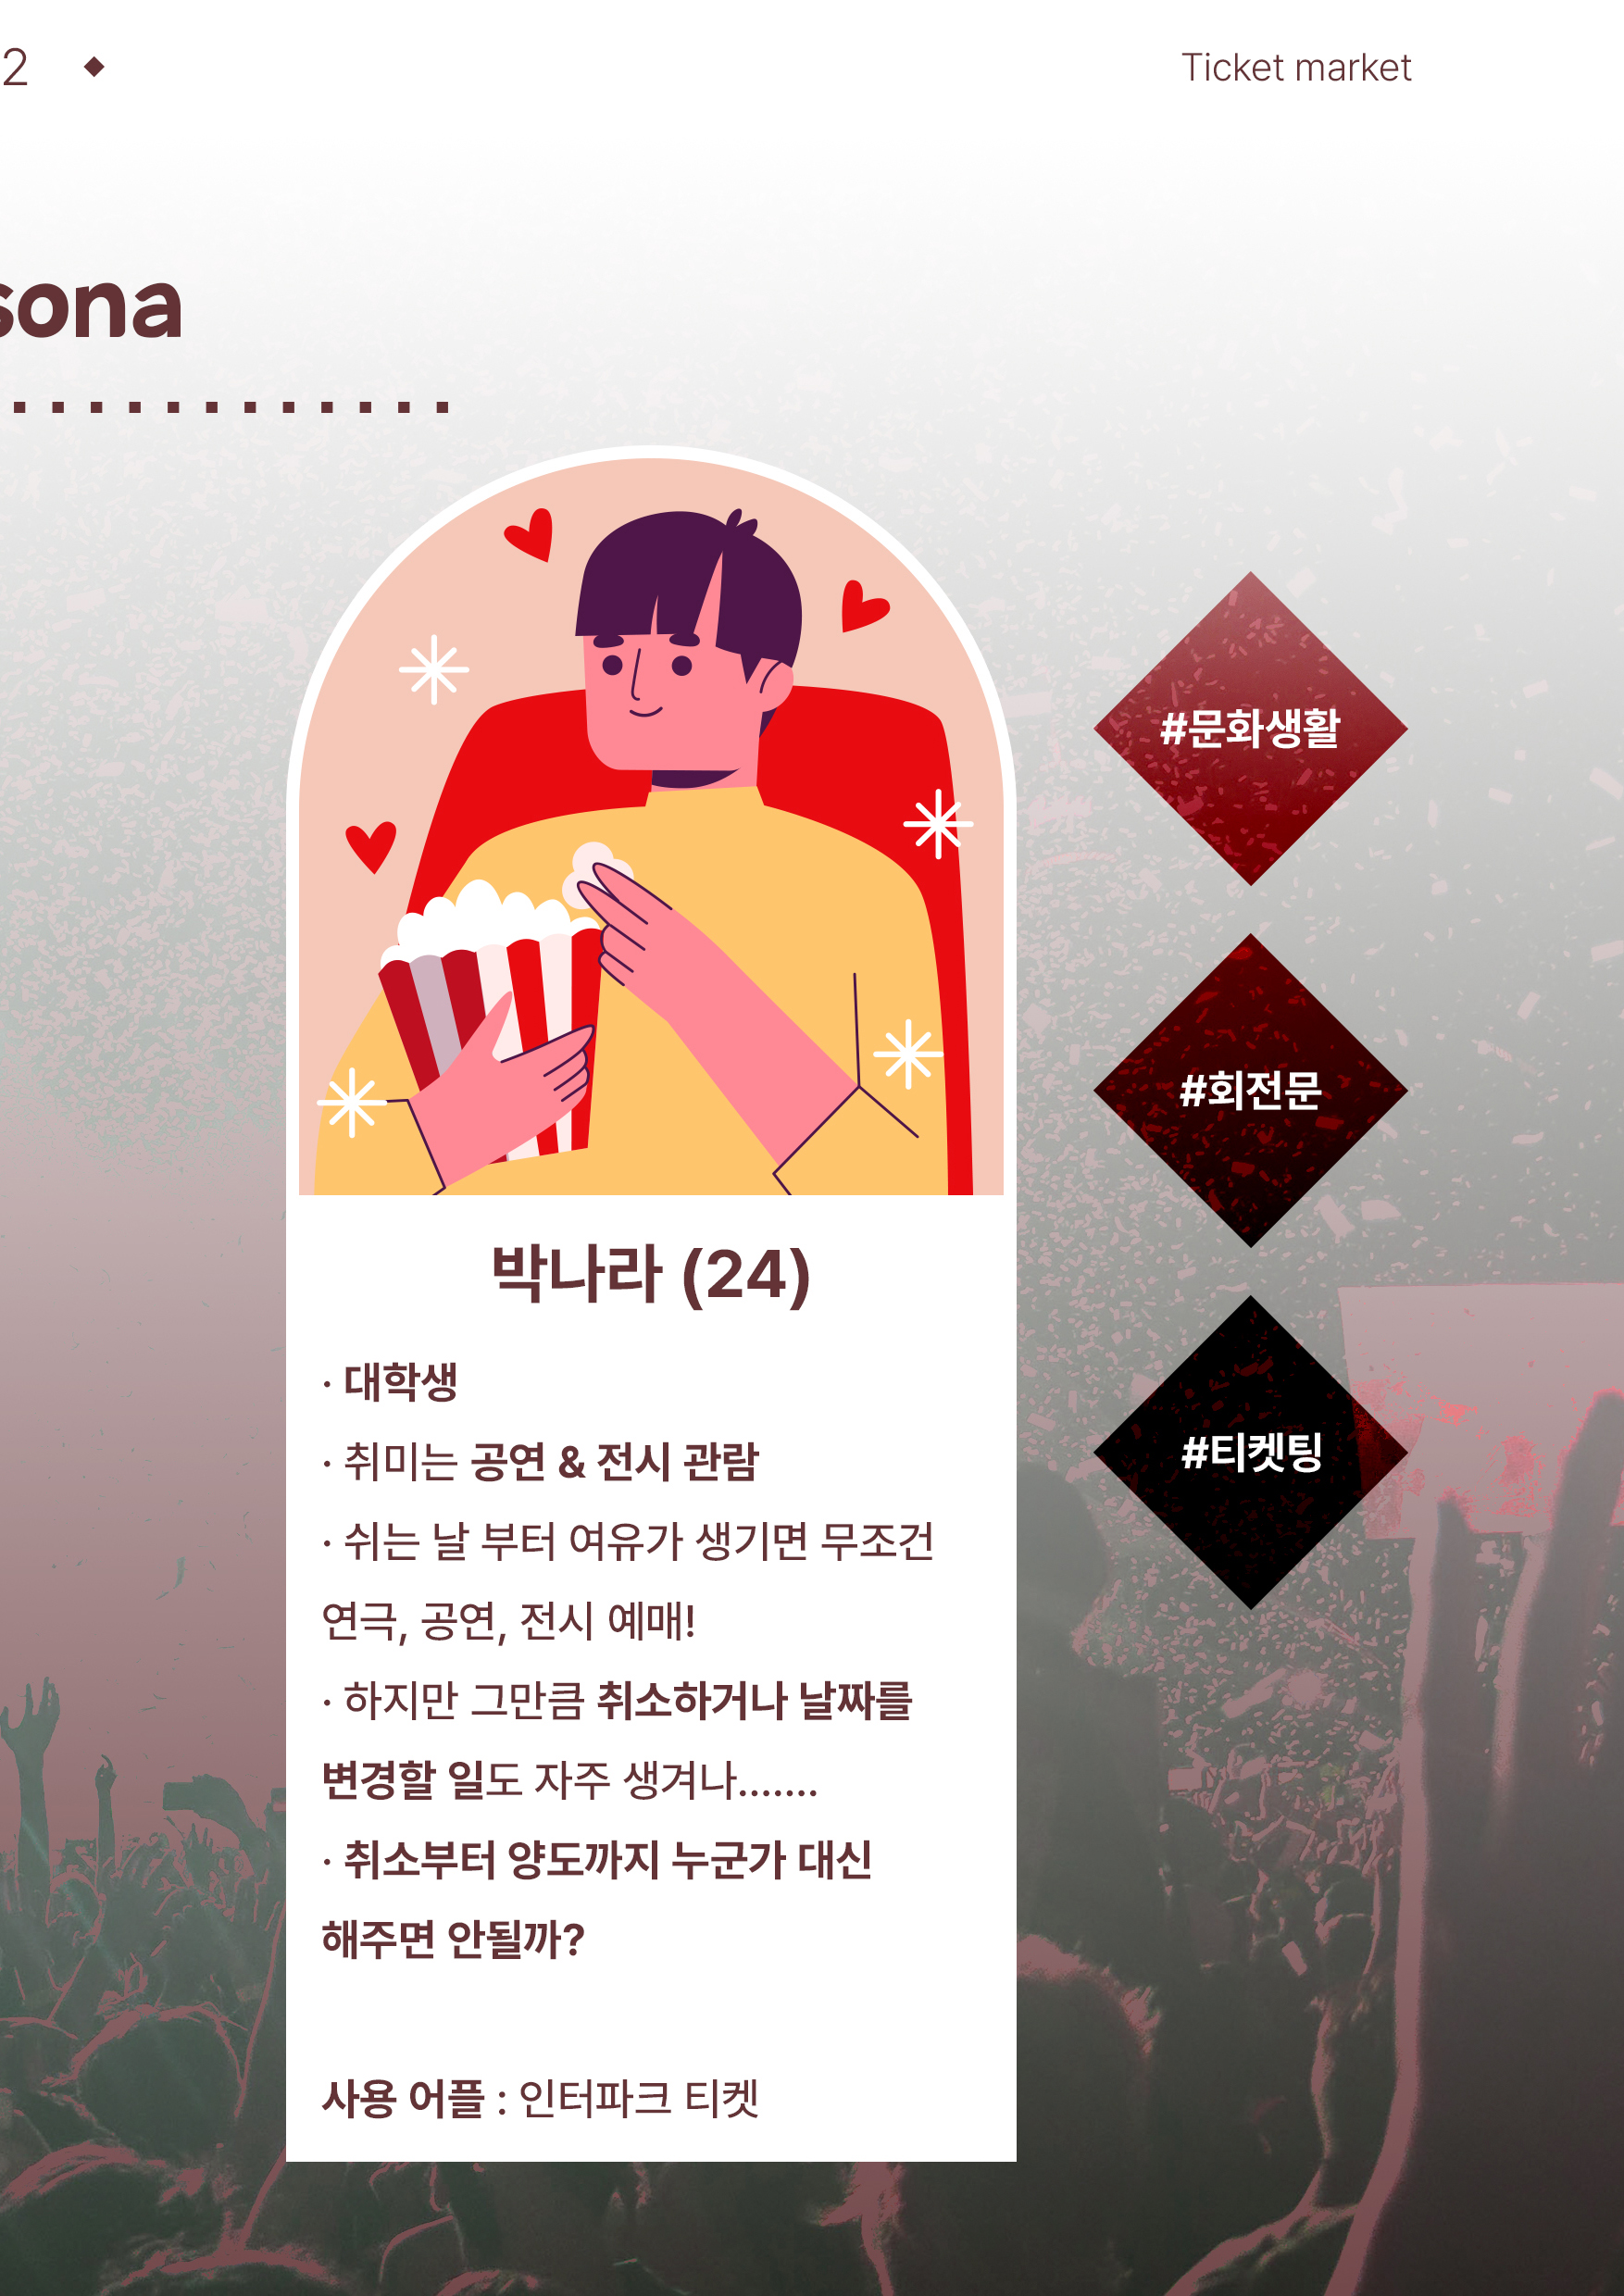 2
Ticket market
sona
박나라 (24)
· 대학생
· 취미는 공연 & 전시 관람
· 쉬는 날 부터 여유가 생기면 무조건
연극, 공연, 전시 예매!
· 하지만 그만큼 취소하거나 날짜를
변경할 일도 자주 생겨나.......
· 취소부터 양도까지 누군가 대신
해주면 안될까?
사용 어플 : 인터파크 티켓
#문화생활
#회전문
#티켓팅